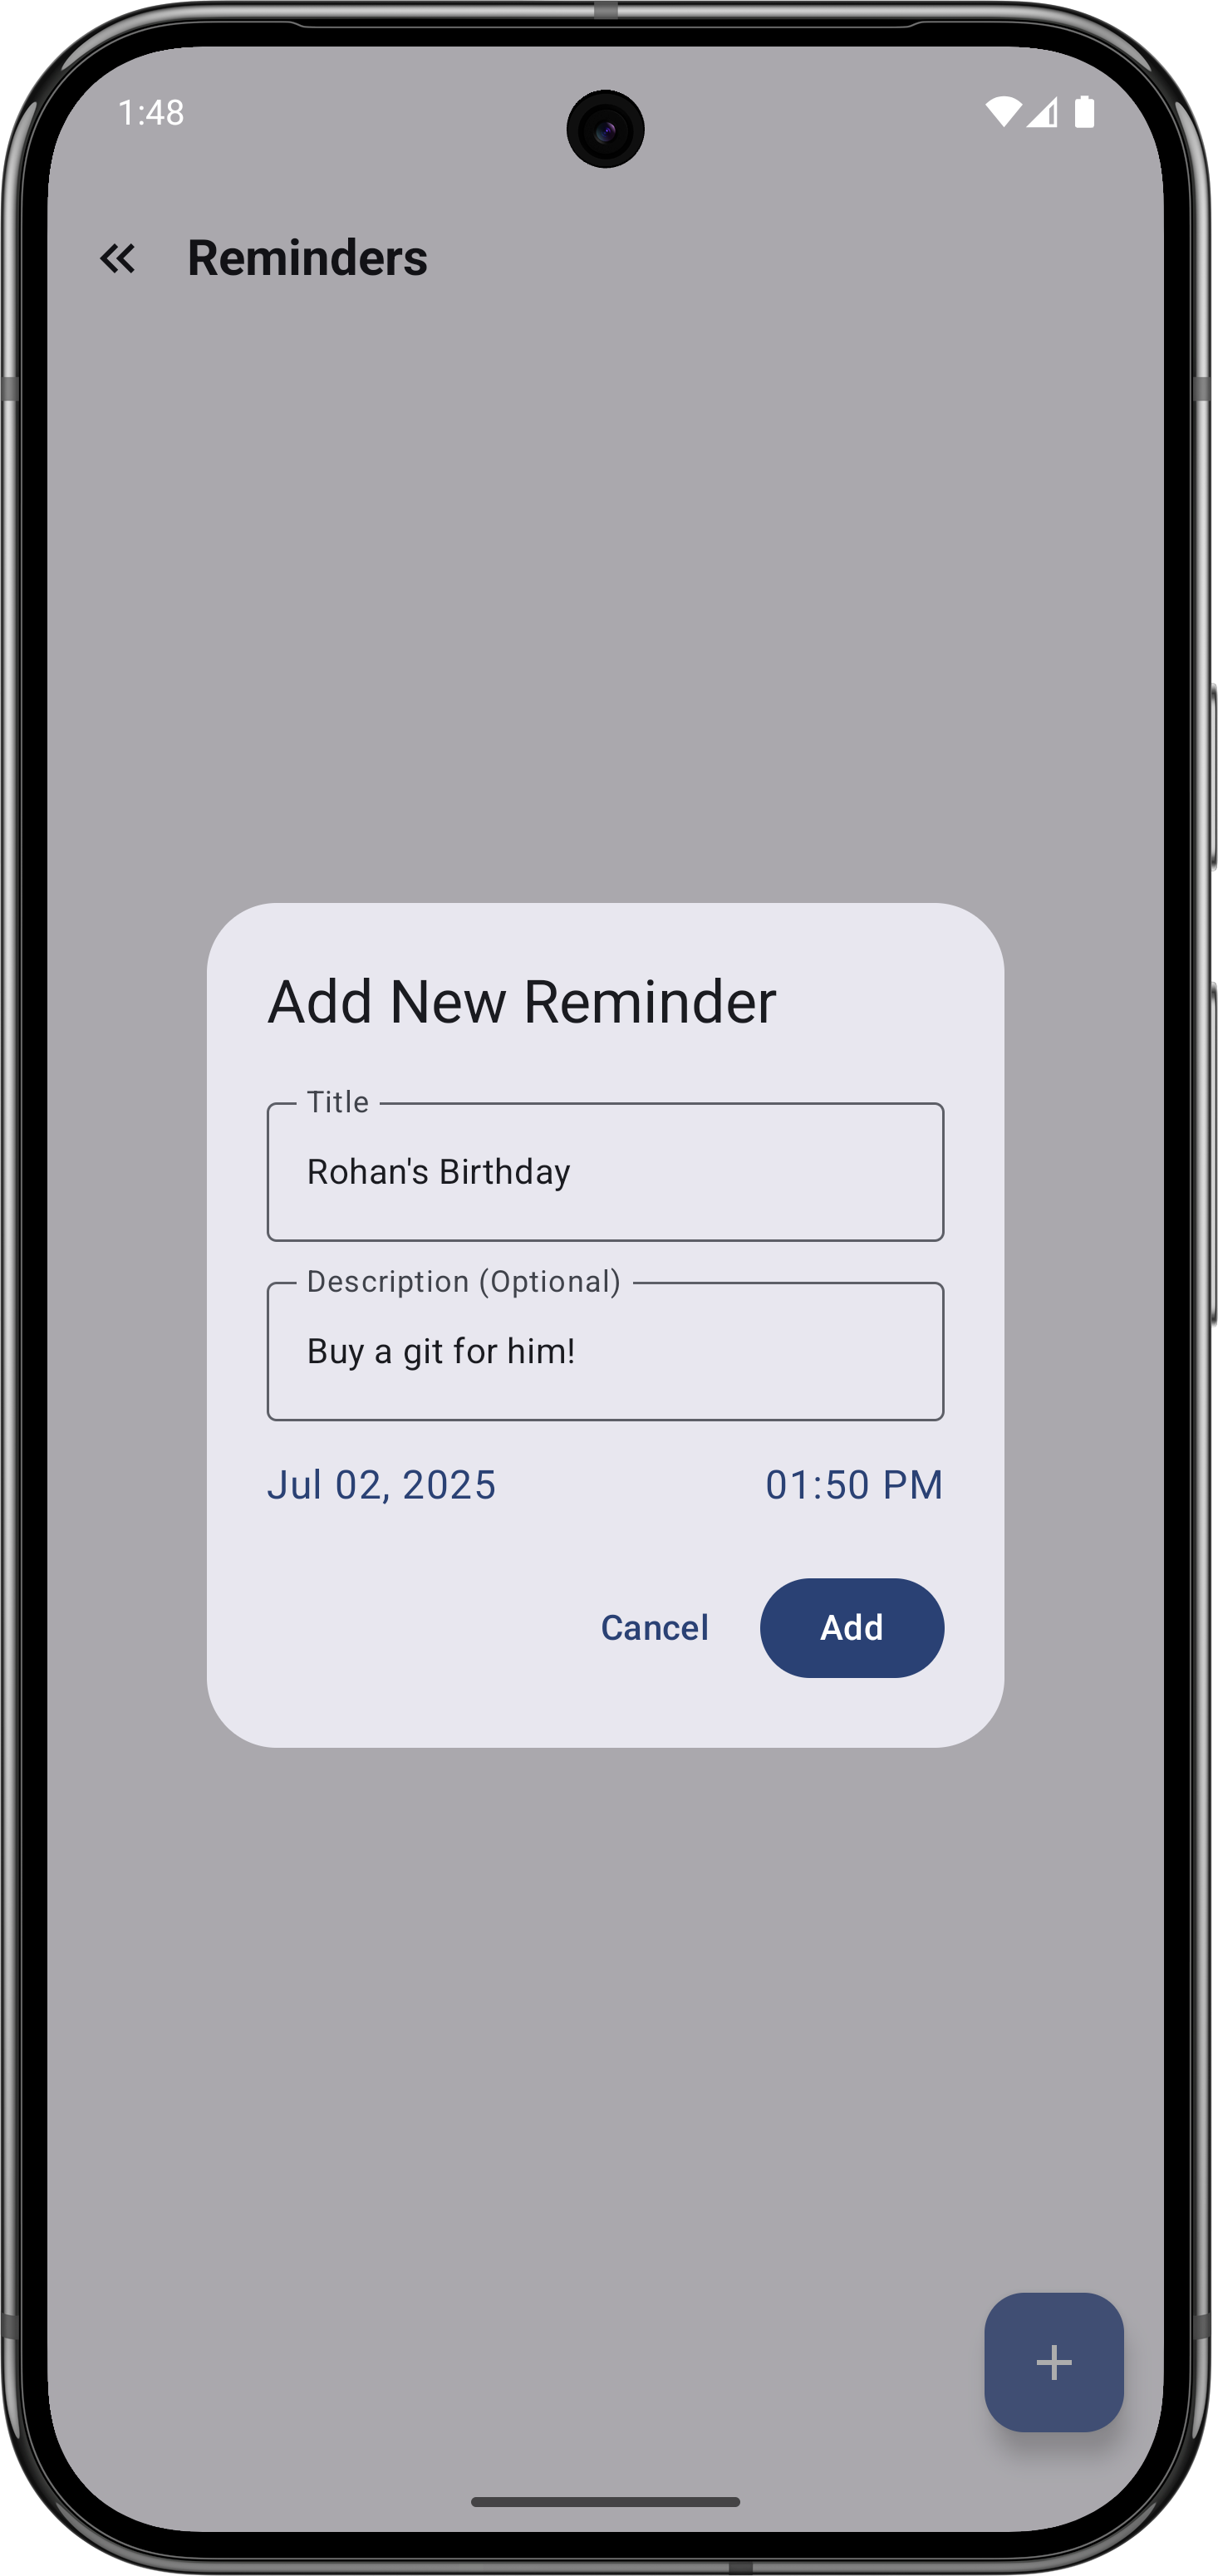 1:48
Reminders
Add New Reminder
Title
Rohan's Birthday
Description (Optional)
Buy a git for him!
Jul 02, 2025 01:50 PM
Cancel Add